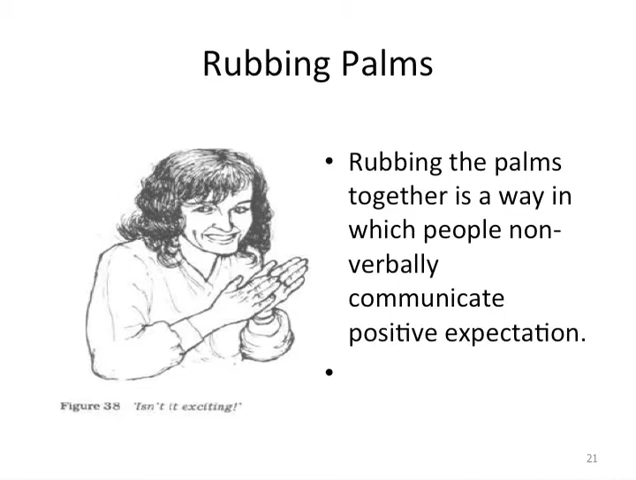 Rubbing Palms
• Rubbing the palms
together is a way in
which people non-
verbally
communicate
positive expectation.
•
Figure 38 'Isn't it exciting!'
21